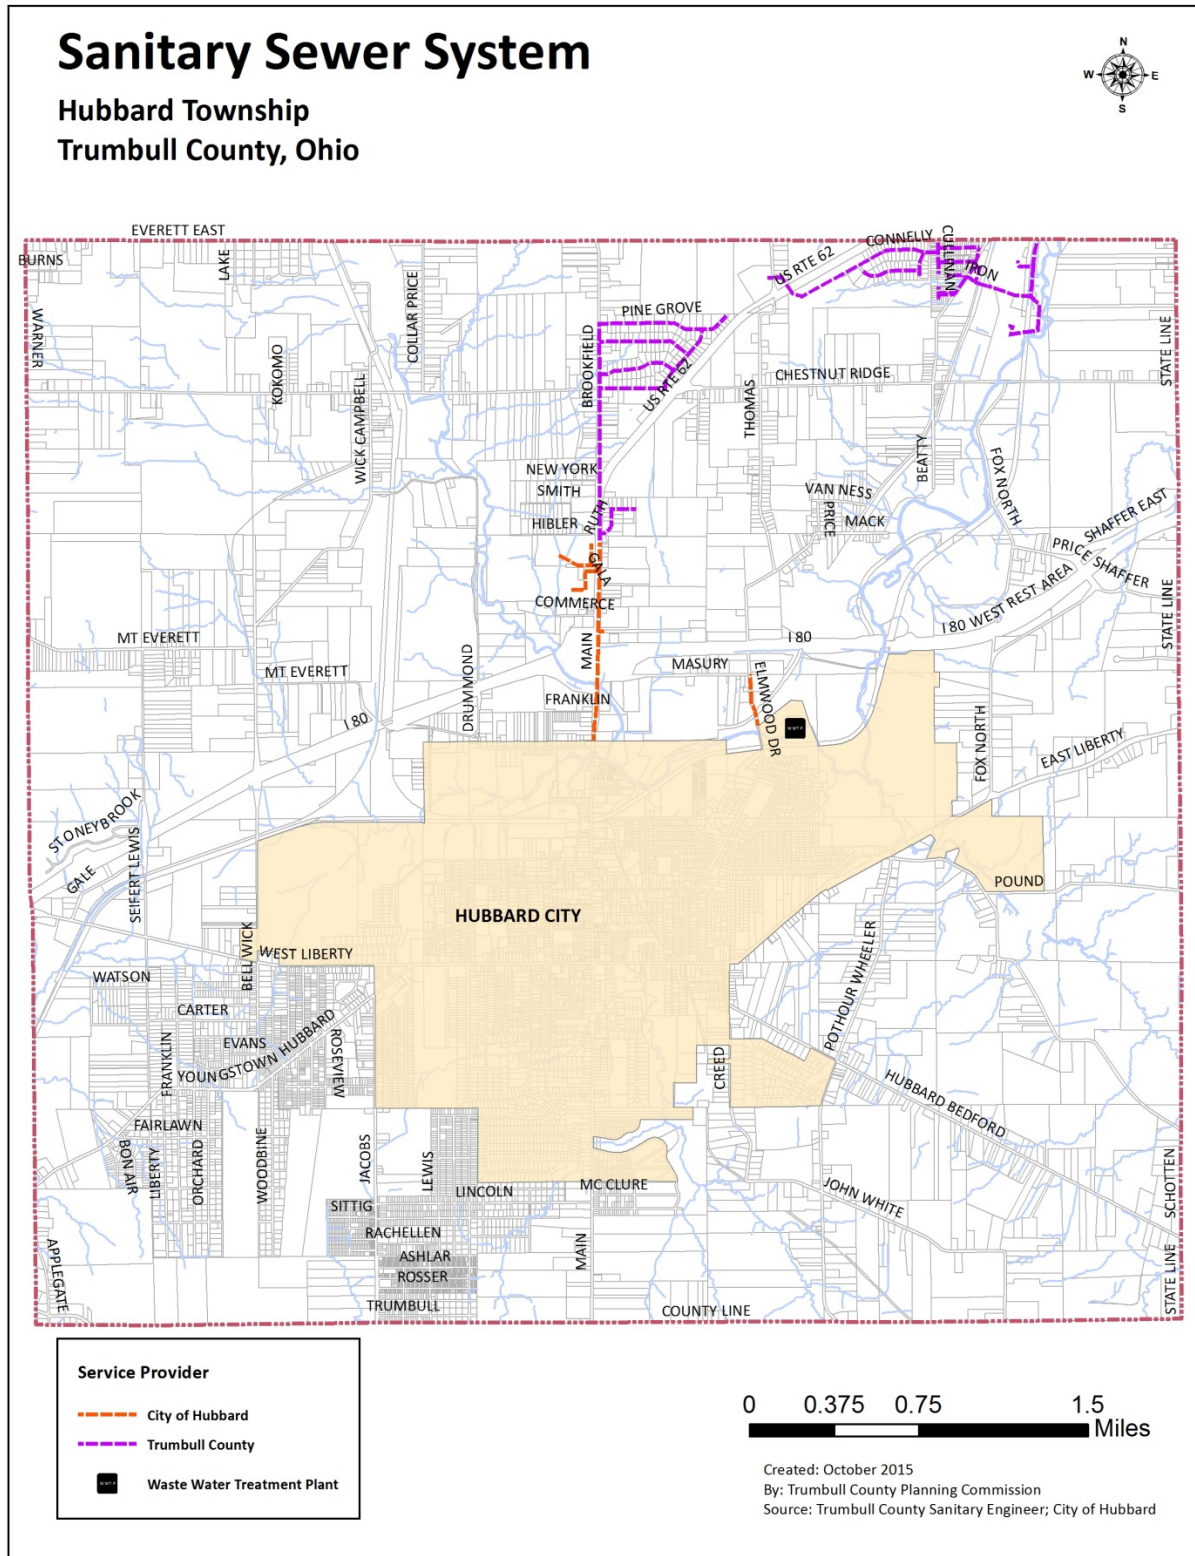 Sanitary Sewer System
Hubbard Township
Trumbull County, Ohio
N
W
E
S
EVERETT EAST
BURNS
LAKE
WARNER
KOKOMO
COLLAR PRICE
WICK CAMPBELL
BROOKFIELD
PINE GROVE
US RTE 62
US RTE 62
CONNELLY
CULLINAN
IRON
STATE LINE
CHESTNUT RIDGE
THOMAS
BEATTY
FOX NORTH
NEW YORK
SMITH
HIBLER
RUTH
VAN NESS
PRICE
MACK
SHAFFER EAST
PRICE SHAFFER
GALA
COMMERCE
I 80 WEST REST AREA
STATE LINE
MT EVERETT
MT EVERETT
DRUMMOND
MAIN
I 80
MASURY
ELMWOOD DR
FRANKLIN
I 80
WWTP
FOX NORTH
EAST LIBERTY
STONEYBROOK
GALE
SEIFERT LEWIS
POUND
HUBBARD CITY
BELL WICK
WEST LIBERTY
WATSON
CARTER
EVANS
FRANKLIN
YOUNGSTOWN HUBBARD
ROSEVIEW
POTHOUR WHEELER
CREED
HUBBARD BEDFORD
FAIRLAWN
BON AIR
LIBERTY
ORCHARD
WOODBINE
JACOBS
LEWIS
LINCOLN
MC CLURE
SITTIG
RACHELLEN
ASHLAR
ROSSER
TRUMBULL
MAIN
JOHN WHITE
SCHOTTEN
STATE LINE
APPLEGATE
COUNTY LINE
Service Provider
City of Hubbard
Trumbull County
WWTP
Waste Water Treatment Plant
0 0.375 0.75 1.5
Miles
Created: October 2015
By: Trumbull County Planning Commission
Source: Trumbull County Sanitary Engineer; City of Hubbard